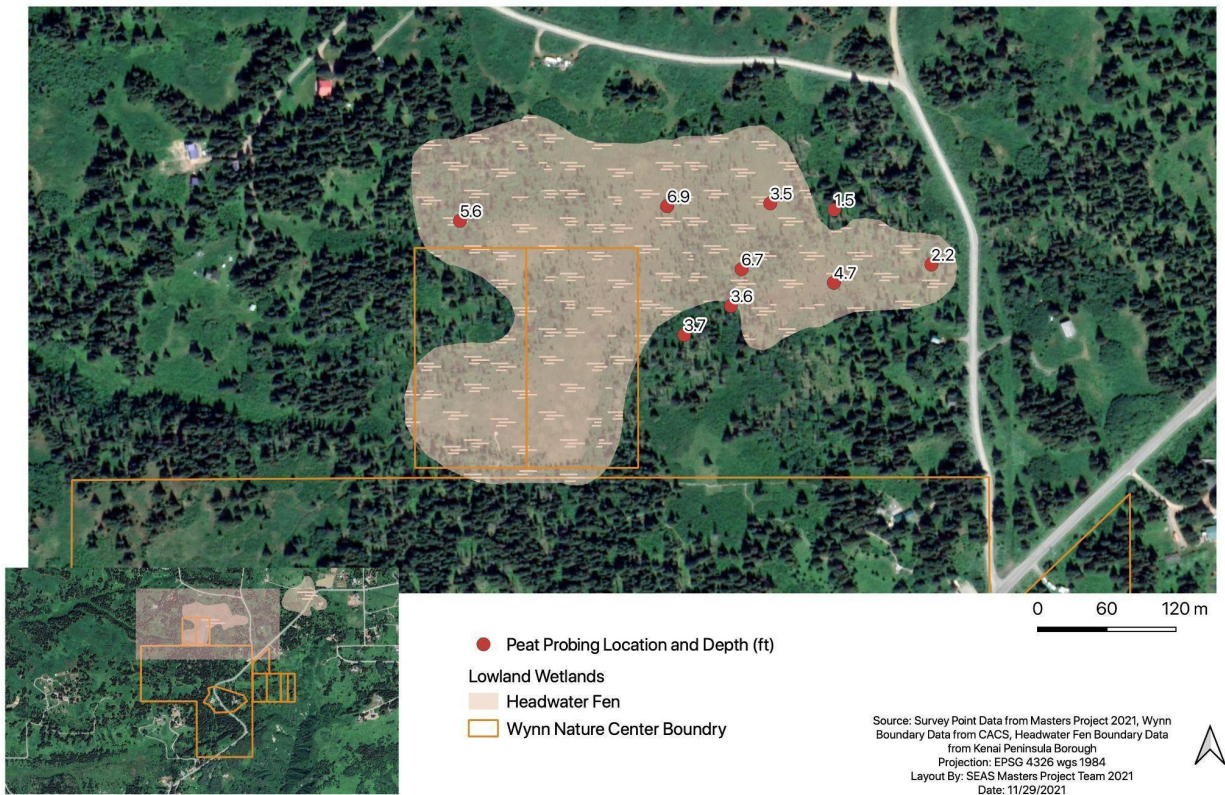 5.6
6.9
3.5
1.5
6.7
4.7
2.2
3.6
3.7
0 60 120 m
Peat Probing Location and Depth (ft)
Lowland Wetlands
Headwater Fen
Wynn Nature Center Boundry
Source: Survey Point Data from Masters Project 2021, Wynn
Boundary Data from CACS, Headwater Fen Boundary Data
from Kenai Peninsula Borough
Projection: EPSG 4326 wgs 1984
Layout By: SEAS Masters Project Team 2021
Date: 11/29/2021